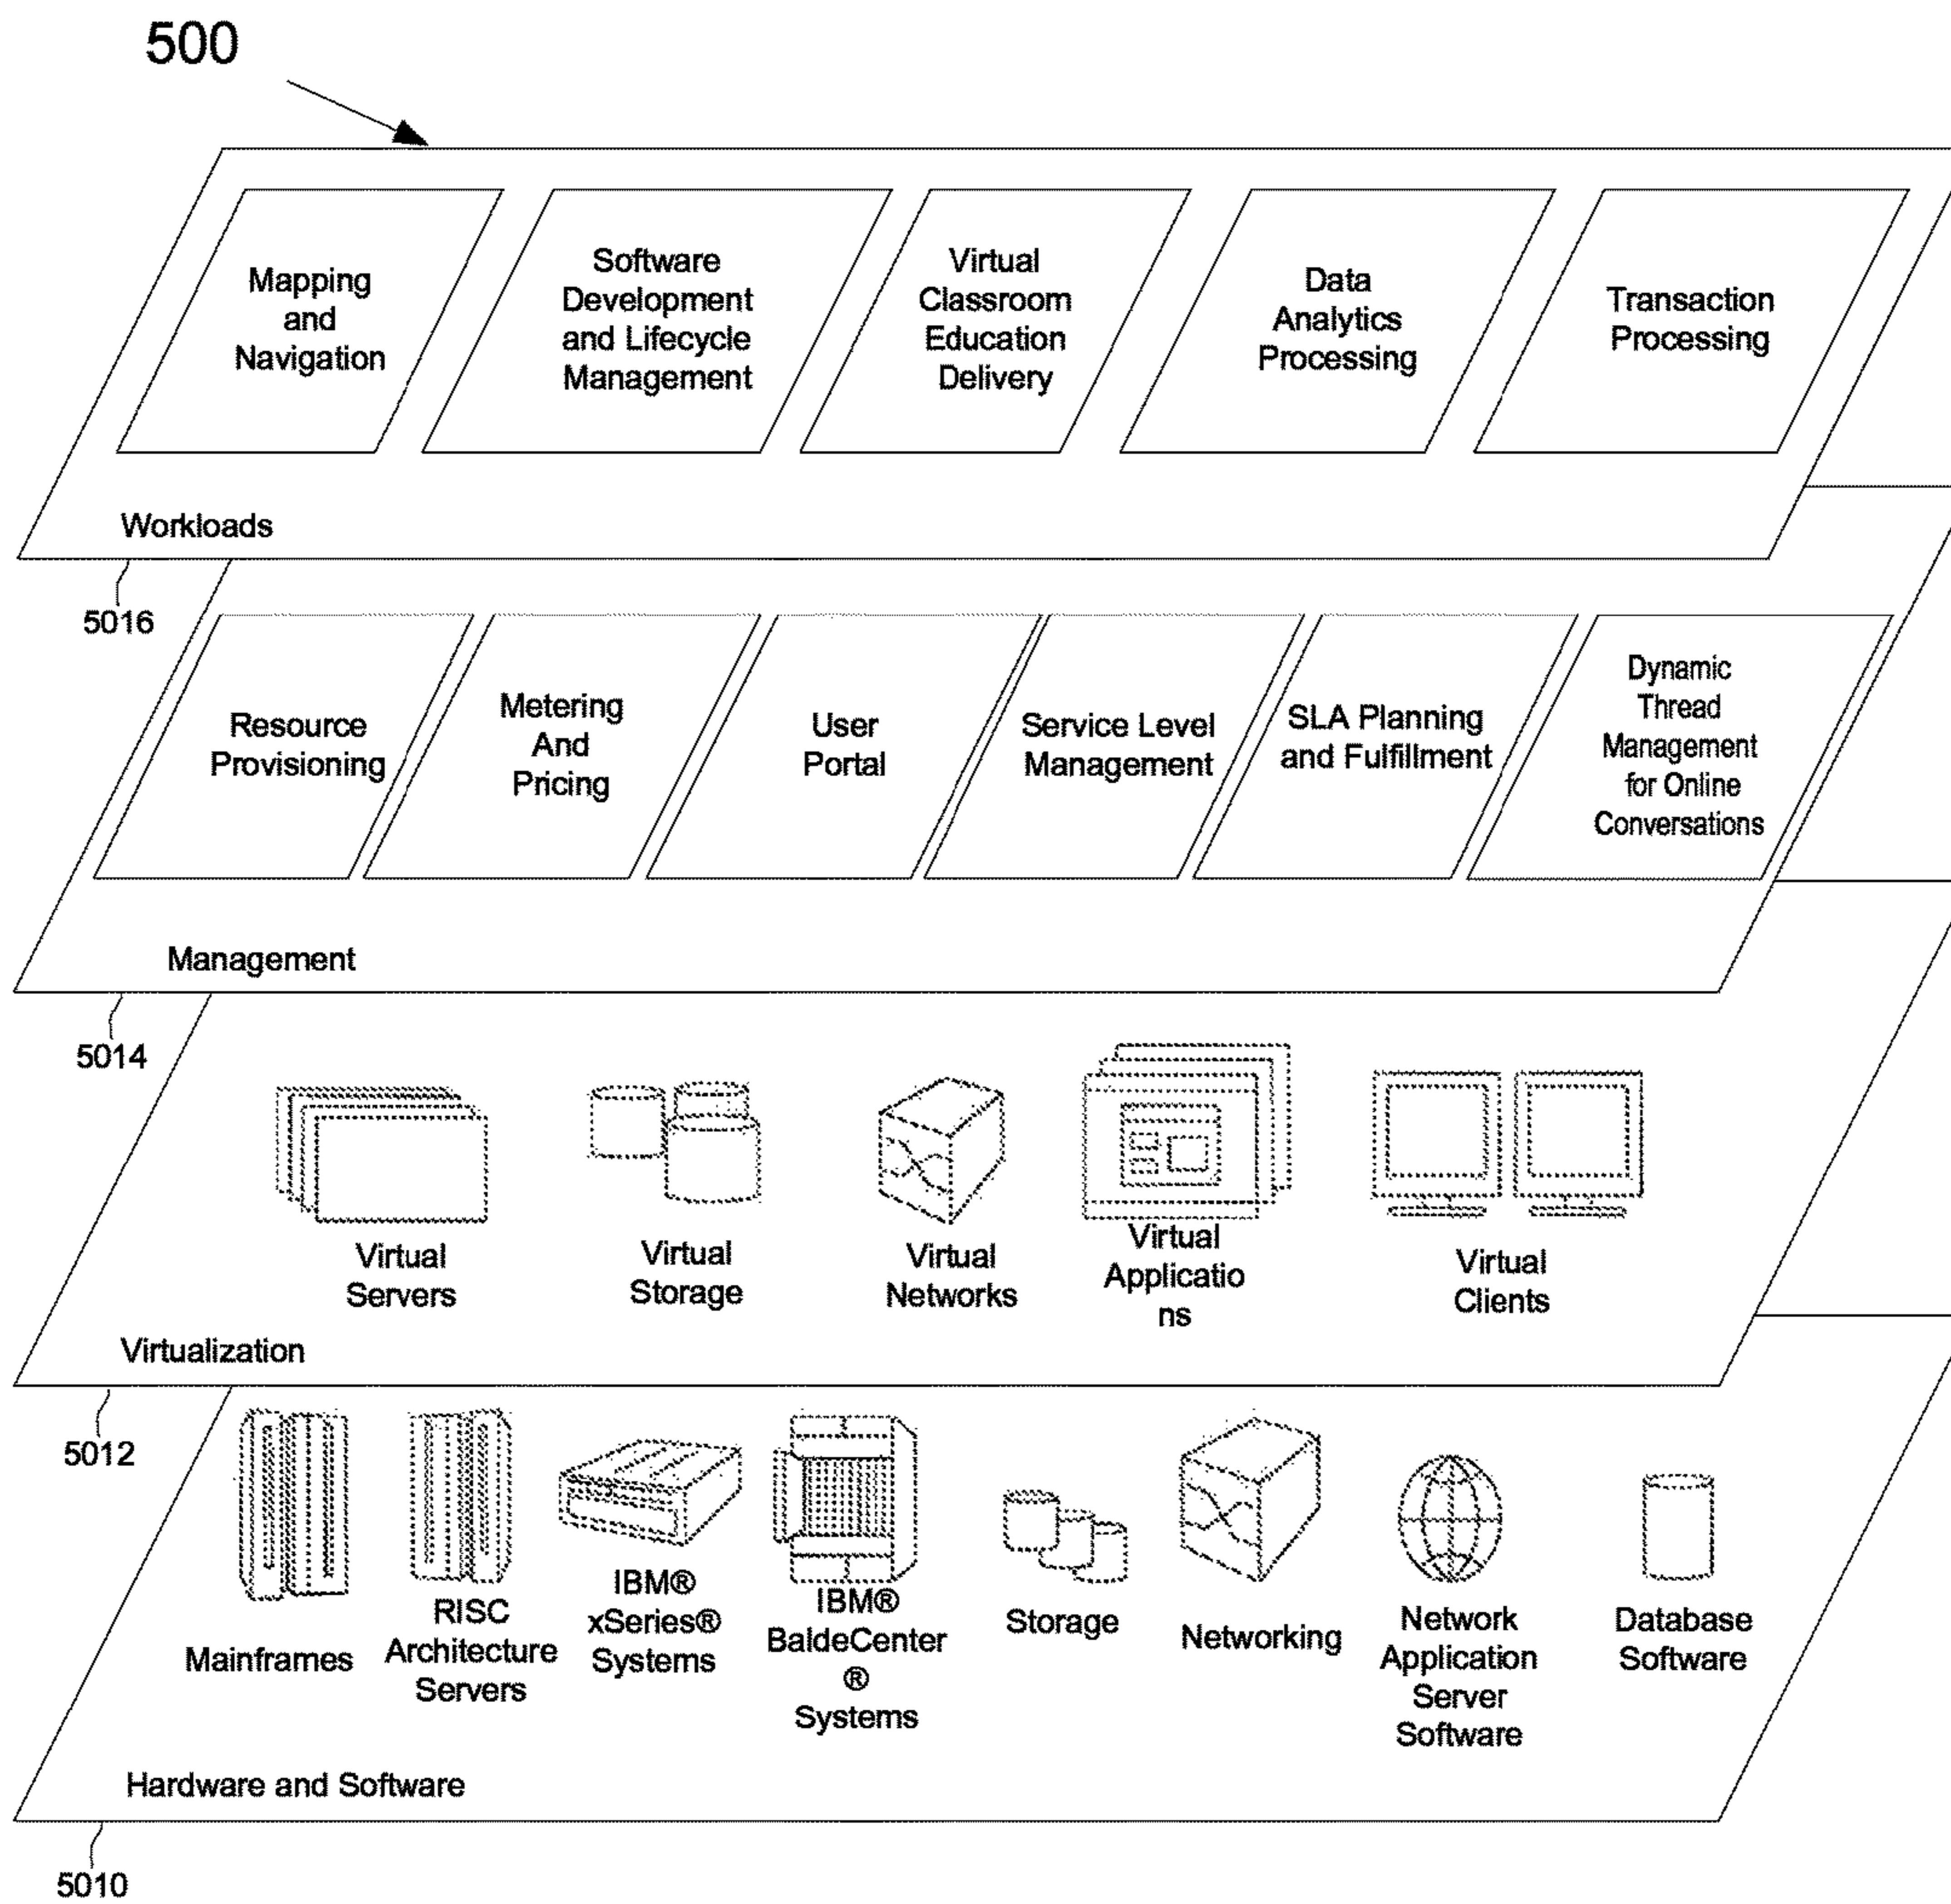 500
Mapping
and
Navigation
Software
Development
and Lifecycle
Management
Virtual
Classroom
Education
Delivery
Data
Analytics
Processing
Transaction
Processing
Workloads
5016
Resource
Provisioning
Metering
And
Pricing
User
Portal
Service Level
Management
SLA Planning
and Fulfillment
Dynamic
Thread
Management
for Online
Conversations
Management
5014
Virtual
Servers
Virtual
Storage
Virtual
Networks
Virtual
Applicatio
ns
Virtual
Clients
Virtualization
5012
Mainframes
RISC
Architecture
Servers
IBM®
xSeries®
Systems
IBM®
BaldeCenter
®
Systems
Storage
Networking
Network
Application
Server
Software
Database
Software
Hardware and Software
5010